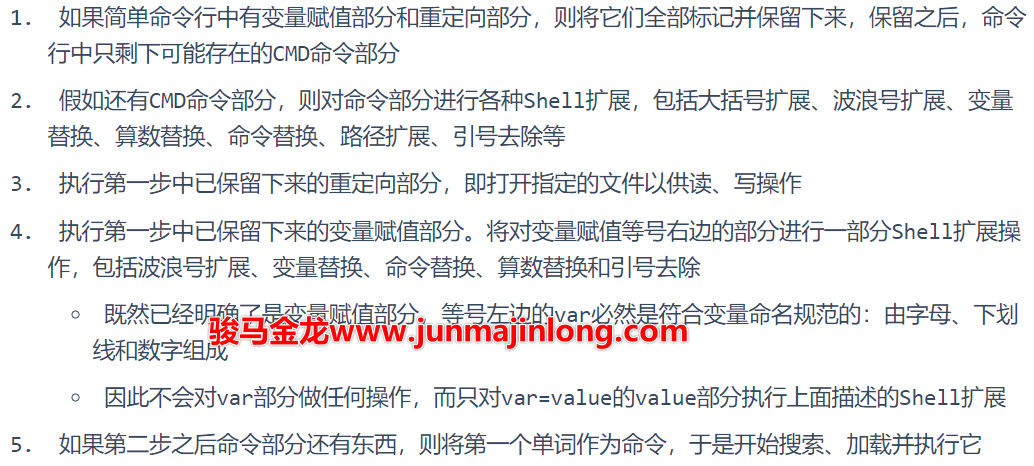 1. 如果简单命令行中有变量赋值部分和重定向部分，则将它们全部标记并保留下来，保留之后，命令
行中只剩下可能存在的CMD命令部分
2. 假如还有CMD命令部分，则对命令部分进行各种Shell扩展，包括大括号扩展、波浪号扩展、变量
替换、算数替换、命令替换、路径扩展、引号去除等
3. 执行第一步中已保留下来的重定向部分，即打开指定的文件以供读、写操作
4. 执行第一步中已保留下来的变量赋值部分。将对变量赋值等号右边的部分进行一部分Shell扩展操
作，包括波浪号扩展、变量替换、命令替换、算数替换和引号去除
◦ 既然已经明确了是变量赋值部分，等号左边的var必然是符合变量命名规范的：由字母、下划
线和数字组成
骏马金龙www.junmajinlong.com
◦ 因此不会对var部分做任何操作，而只对var=value的value部分执行上面描述的Shell扩展
5. 如果第二步之后命令部分还有东西，则将第一个单词作为命令，于是开始搜索、加载并执行它